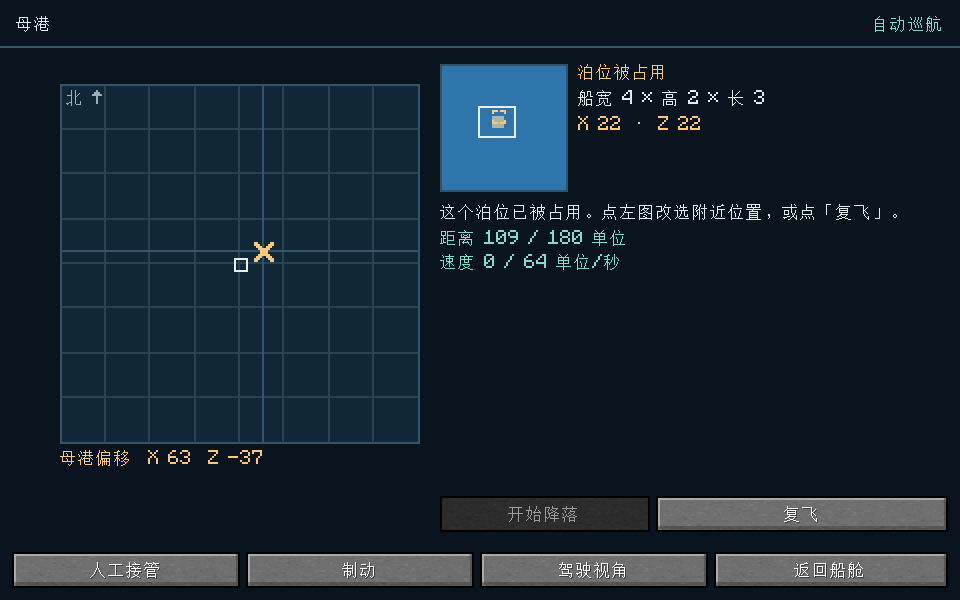 母港
自动巡航
北 ↑
泊位被占用
船宽 4 × 高 2 × 长 3
X 22 · Z 22
这个泊位已被占用。点左图改选附近位置，或点「复飞」。
距离 109 / 180 单位
速度 0 / 64 单位/秒
母港偏移 X 63 Z -37
开始降落
复飞
人工接管
制动
驾驶视角
返回船舱